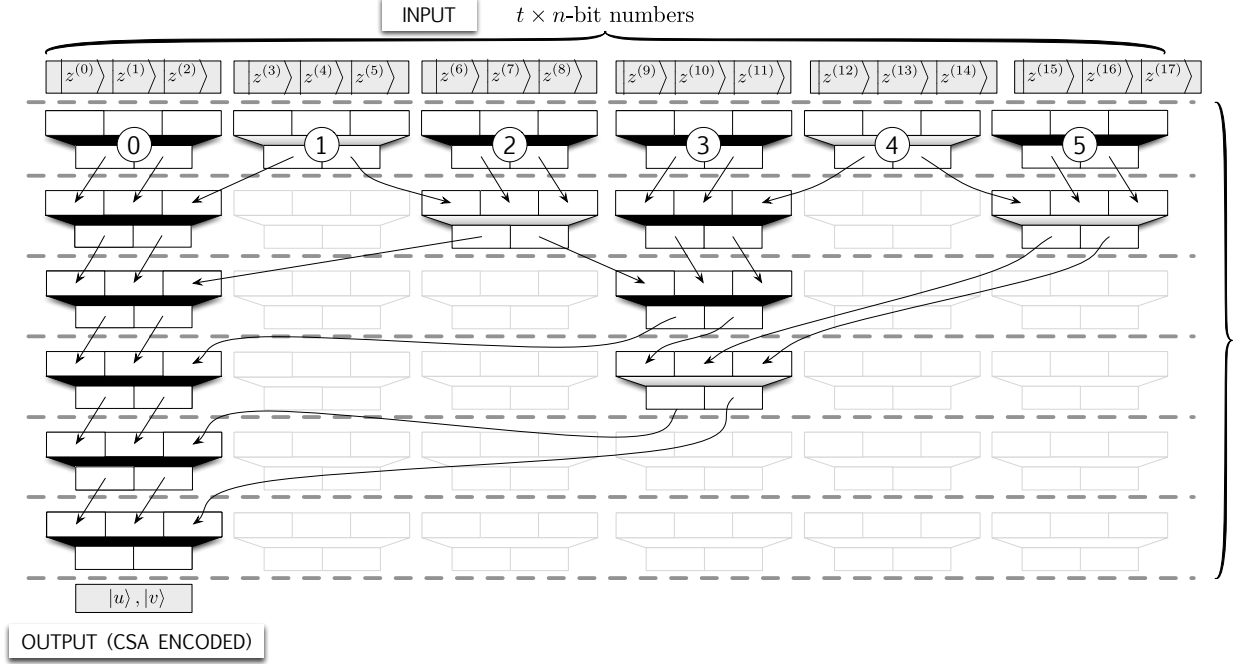 INPUT t × n-bit numbers
|z^(0)⟩ |z^(1)⟩ |z^(2)⟩ |z^(3)⟩ |z^(4)⟩ |z^(5)⟩ |z^(6)⟩ |z^(7)⟩ |z^(8)⟩ |z^(9)⟩ |z^(10)⟩ |z^(11)⟩ |z^(12)⟩ |z^(13)⟩ |z^(14)⟩ |z^(15)⟩ |z^(16)⟩ |z^(17)⟩
0 1 2 3 4 5
|u⟩, |v⟩
OUTPUT (CSA ENCODED)